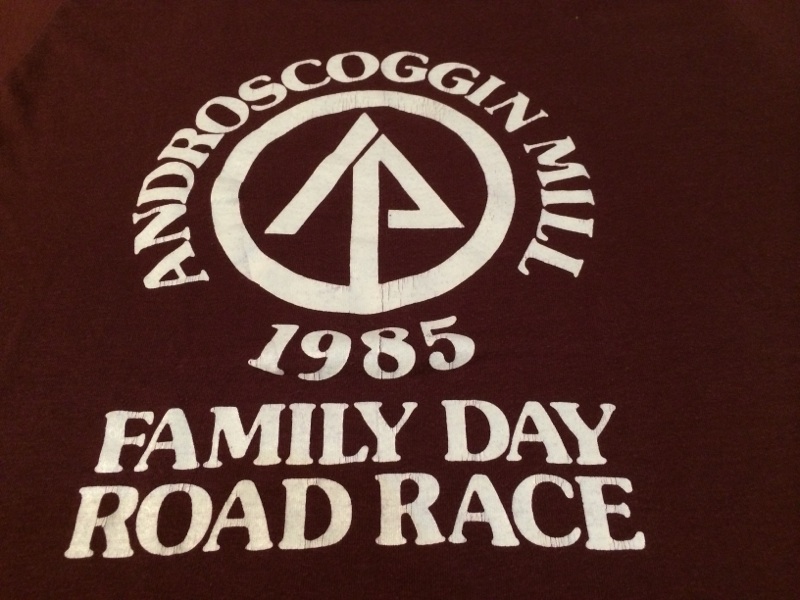 ANDROSCOGGIN MILL
1985
FAMILY DAY
ROAD RACE